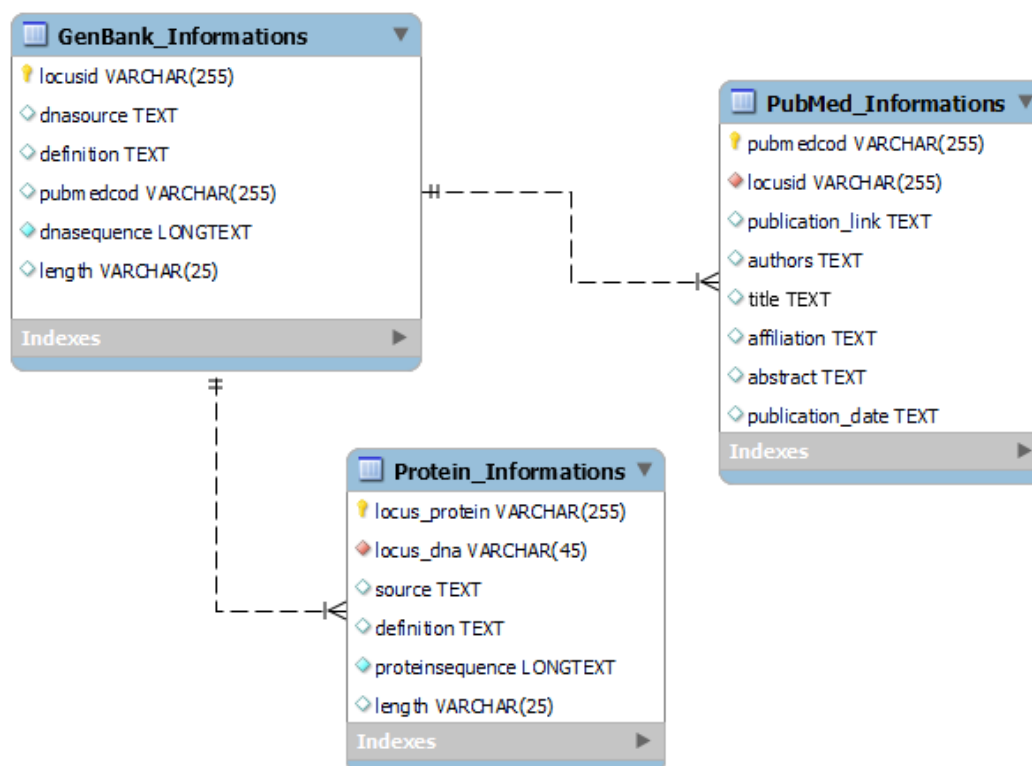 GenBank_Informations
locusid VARCHAR(255)
dnasource TEXT
definition TEXT
pubmedcod VARCHAR(255)
dnasequence LONGTEXT
length VARCHAR(25)
Indexes
PubMed_Informations
pubmedcod VARCHAR(255)
locusid VARCHAR(255)
publication_link TEXT
authors TEXT
title TEXT
affiliation TEXT
abstract TEXT
publication_date TEXT
Indexes
Protein_Informations
locus_protein VARCHAR(255)
locus_dna VARCHAR(45)
source TEXT
definition TEXT
proteinsequence LONGTEXT
length VARCHAR(25)
Indexes